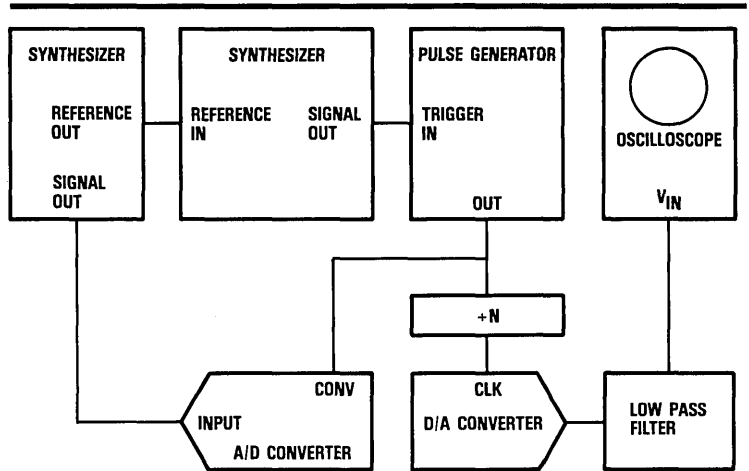 SYNTHESIZER
REFERENCE
OUT
SIGNAL
OUT
SYNTHESIZER
REFERENCE
IN
SIGNAL
OUT
PULSE GENERATOR
TRIGGER
IN
OUT
OSCILLOSCOPE
VIN
÷N
CONV
INPUT
A/D CONVERTER
CLK
D/A CONVERTER
LOW PASS
FILTER